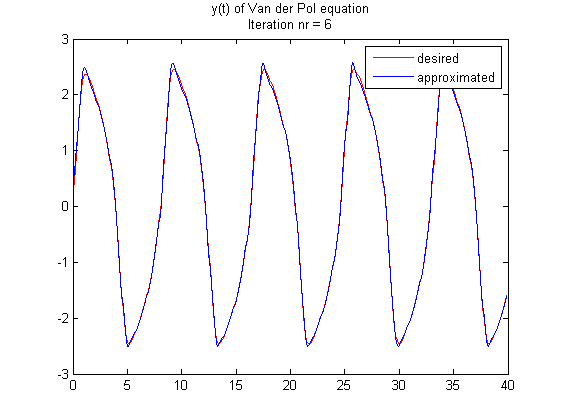 y(t) of Van der Pol equation
Iteration nr = 6
3
2
1
0
-1
-2
-3
0 5 10 15 20 25 30 35 40
desired
approximated